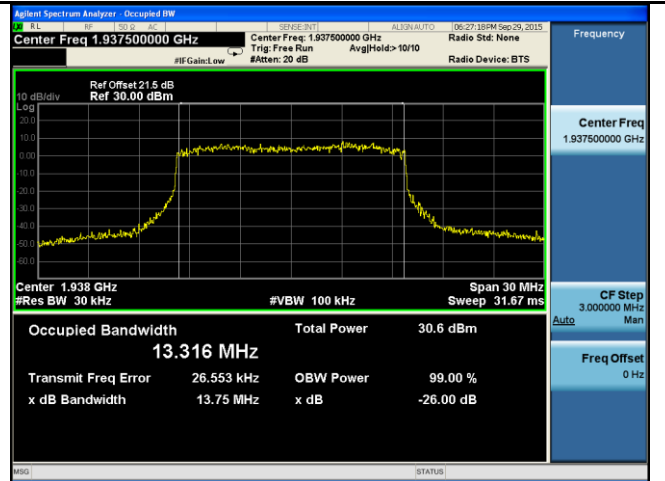 Agilent Spectrum Analyzer - Occupied BW
RL RF 50 Ω AC SENSE:INT ALIGN AUTO 06:27:18 PM Sep 29, 2015
Center Freq 1.937500000 GHz
Center Freq: 1.937500000 GHz Radio Std: None
Trig: Free Run Avg|Hold:> 10/10
#IFGain:Low #Atten: 20 dB Radio Device: BTS
Ref Offset 21.5 dB
10 dB/div Ref 30.00 dBm
Log
20.0
10.0
0.00
-10.0
-20.0
-30.0
-40.0
-50.0
-60.0
Center 1.938 GHz Span 30 MHz
#Res BW 30 kHz #VBW 100 kHz Sweep 31.67 ms
Occupied Bandwidth Total Power 30.6 dBm
13.316 MHz
Transmit Freq Error 26.553 kHz OBW Power 99.00 %
x dB Bandwidth 13.75 MHz x dB -26.00 dB
MSG STATUS
Frequency
Center Freq
1.937500000 GHz
CF Step
3.000000 MHz
Auto Man
Freq Offset
0 Hz